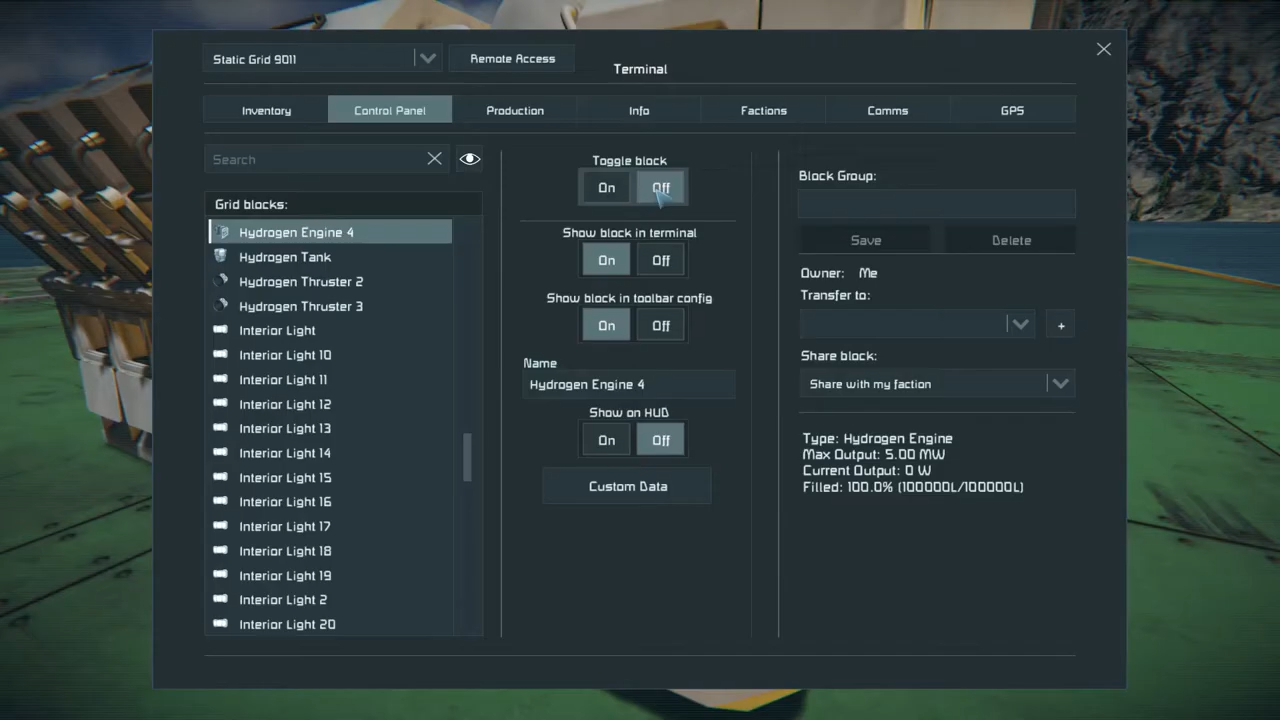 Static Grid 9011
Remote Access
Terminal
Inventory
Control Panel
Production
Info
Factions
Comms
GPS
Search
Grid blocks:
Hydrogen Engine 4
Hydrogen Tank
Hydrogen Thruster 2
Hydrogen Thruster 3
Interior Light
Interior Light 10
Interior Light 11
Interior Light 12
Interior Light 13
Interior Light 14
Interior Light 15
Interior Light 16
Interior Light 17
Interior Light 18
Interior Light 19
Interior Light 2
Interior Light 20
Toggle block
On Off
Show block in terminal
On Off
Show block in toolbar config
On Off
Name
Hydrogen Engine 4
Show on HUD
On Off
Custom Data
Block Group:
Save Delete
Owner: Me
Transfer to:
+
Share block:
Share with my faction
Type: Hydrogen Engine
Max Output: 5.00 MW
Current Output: 0 W
Filled: 100.0% (100000L/100000L)